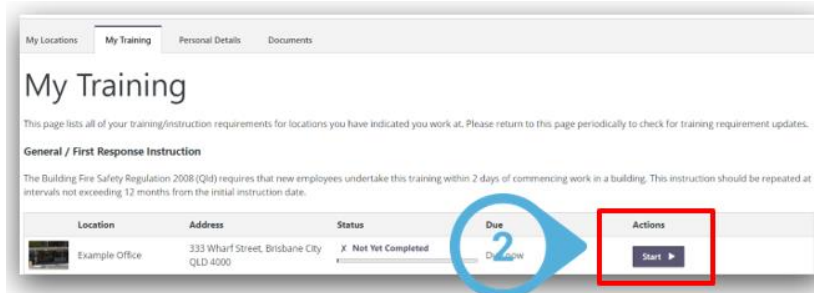 My Locations My Training Personal Details Documents
My Training
This page lists all of your training/instruction requirements for locations you have indicated you work at. Please return to this page periodically to check for training requirement updates.
General / First Response Instruction
The Building Fire Safety Regulation 2008 (Qld) requires that new employees undertake this training within 2 days of commencing work in a building. This instruction should be repeated at
intervals not exceeding 12 months from the initial instruction date.
Location Address Status Due Actions
Example Office 333 Wharf Street, Brisbane City X Not Yet Completed 2 now Start
QLD 4000